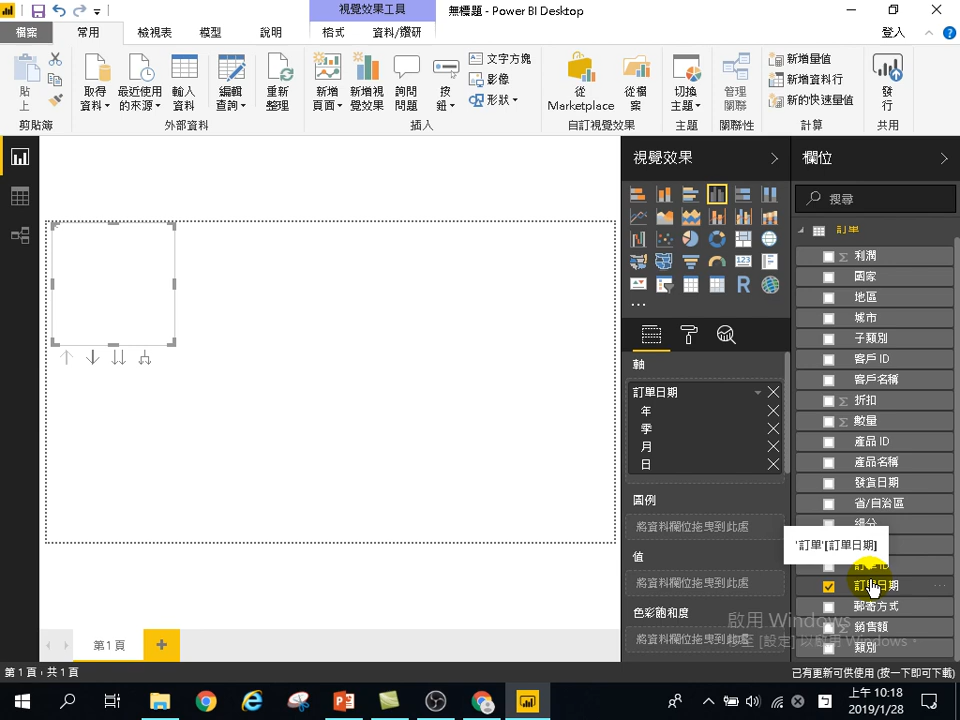 視覺效果工具
無標題 - Power BI Desktop
檔案
常用
檢視表
模型
說明
格式
資料/鑽研
登入
貼上
取得資料
最近使用的來源
輸入資料
編輯查詢
重新整理
新增頁面
新增視覺效果
詢問問題
按鈕
文字方塊
影像
形狀
從 Marketplace
從檔案
切換主題
管理關聯
新增量值
新增資料行
新的快速量值
發行
剪貼簿
外部資料
插入
自訂視覺效果
主題
關聯性
計算
共用
視覺效果
欄位
搜尋
訂單
利潤
國家
地區
城市
子類別
客戶 ID
客戶名稱
折扣
數量
產品 ID
產品名稱
發貨日期
省/自治區
細分
'訂單'[訂單日期]
訂單 ID
訂單日期
郵寄方式
銷售額
類別
軸
訂單日期
年
季
月
日
圖例
將資料欄位拖曳到此處
值
將資料欄位拖曳到此處
色彩飽和度
將資料欄位拖曳到此處
啟用 Windows
移至 [設定] 以啟用 Windows。
第 1 頁
第 1 頁，共 1 頁
已有更新可供使用 (按一下即可下載)
上午 10:18
2019/1/28